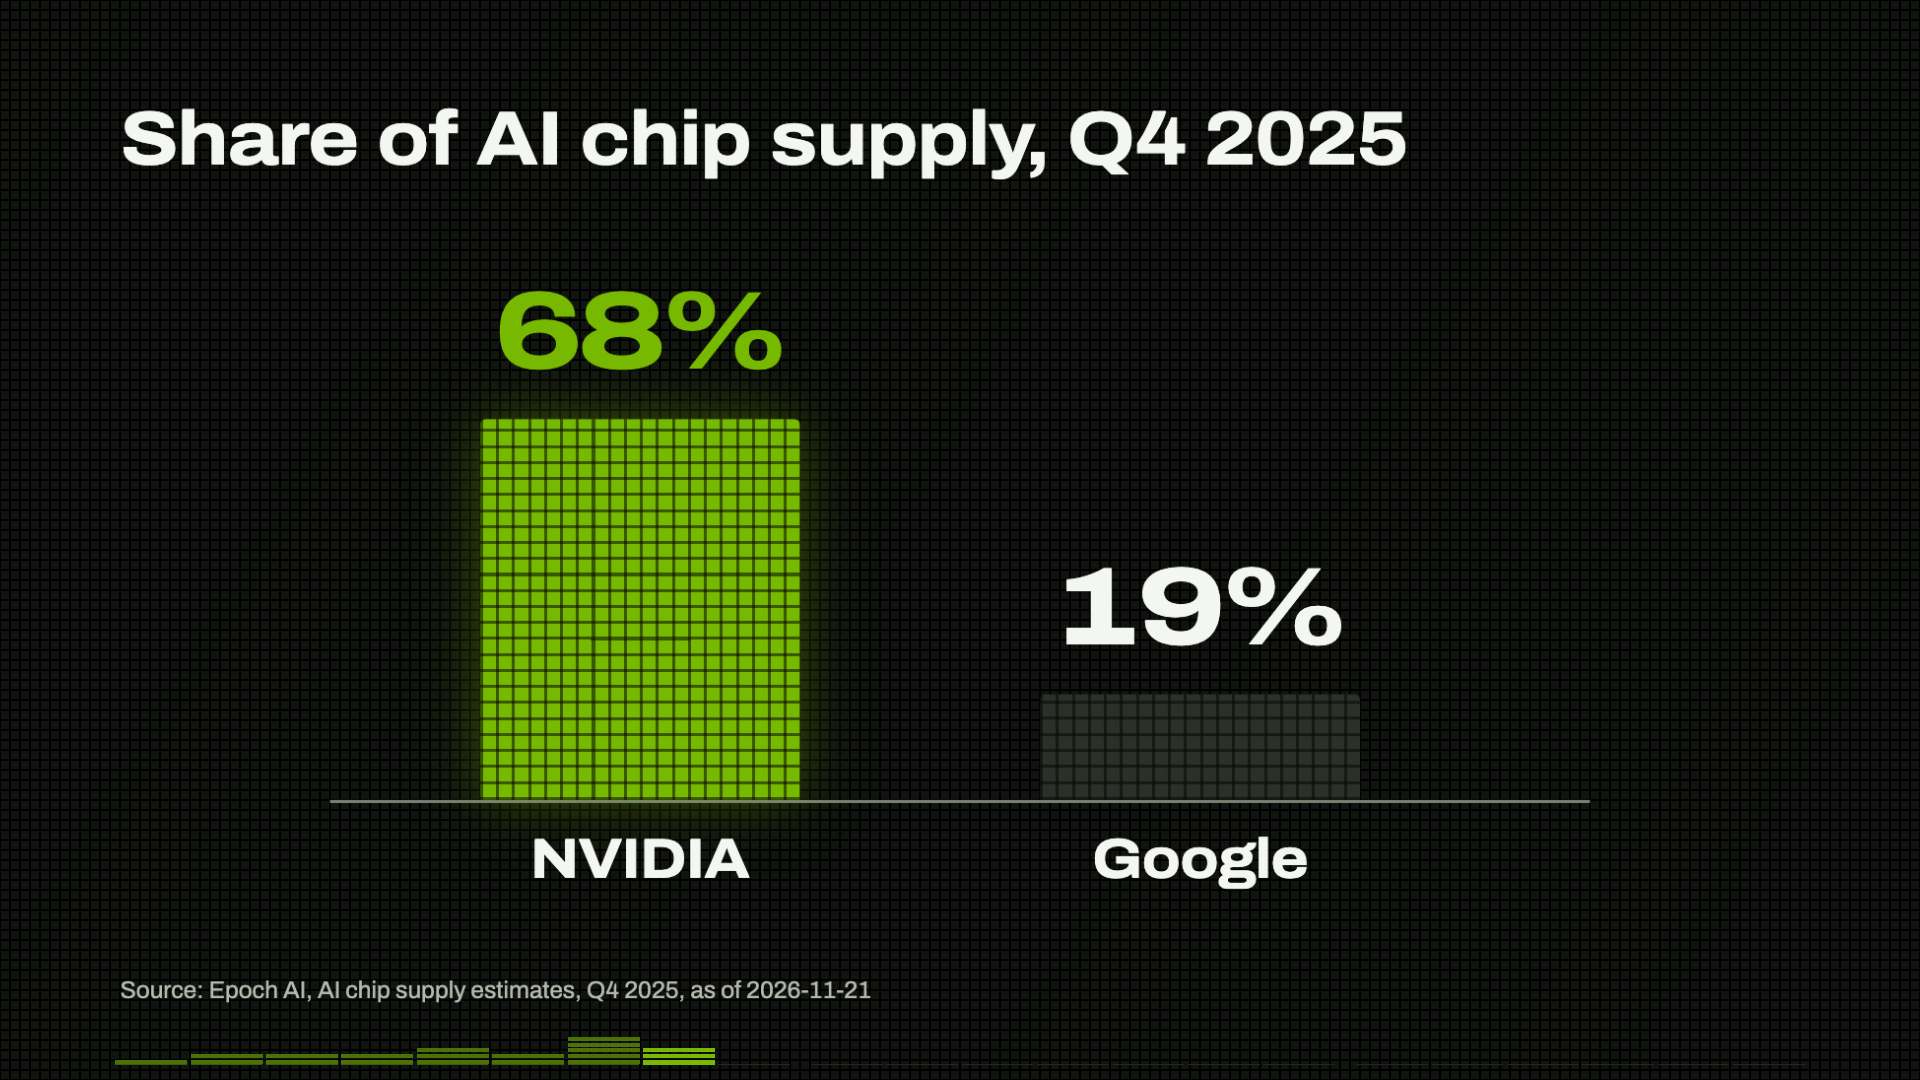 Share of AI chip supply, Q4 2025
68%
19%
NVIDIA
Google
Source: Epoch AI, AI chip supply estimates, Q4 2025, as of 2026-11-21